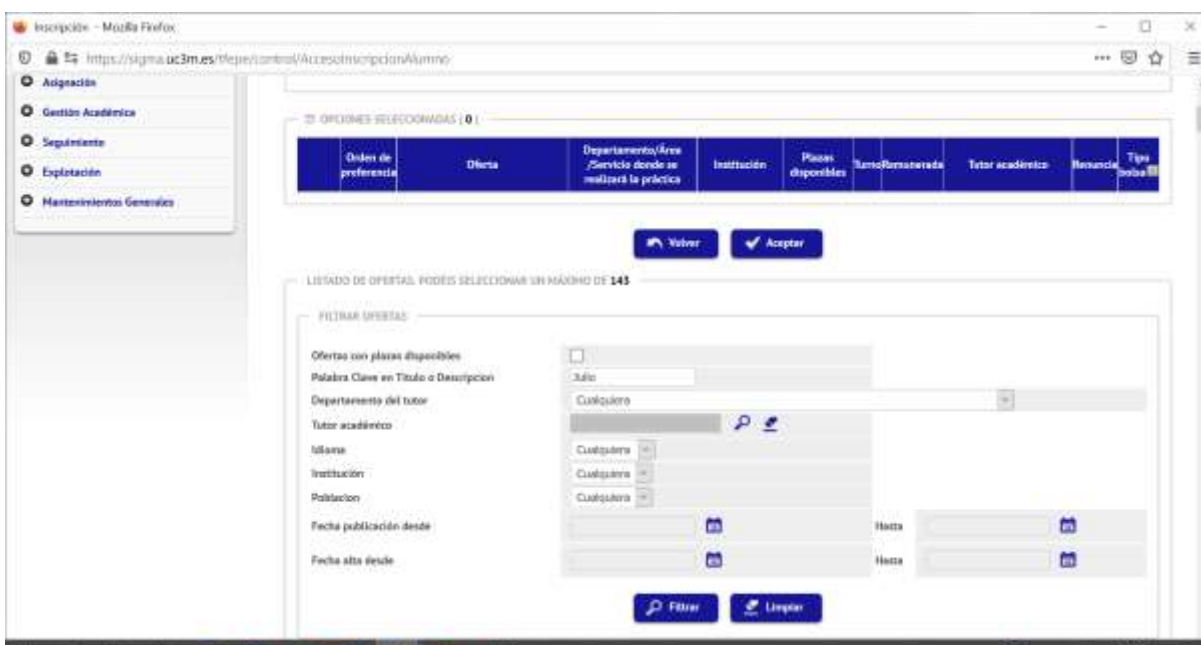 Inscripción - Mozilla Firefox
https://sigma.uc3m.es/tfepe/control/AccesoInscripcionAlumno
Asignación
Gestión Académica
Seguimiento
Explotación
Mantenimientos Generales
OPCIONES SELECCIONADAS ( 0 )
Orden de preferencia
Oferta
Departamento/Área /Servicio donde se realizará la práctica
Institución
Plazas disponibles
Turno
Remunerada
Tutor académico
Renuncia
Tipo bolsa
Volver
Aceptar
LISTADO DE OFERTAS. PODÉIS SELECCIONAR UN MÁXIMO DE 143
FILTRAR OFERTAS
Ofertas con plazas disponibles
Palabra Clave en Titulo o Descripcion
Julio
Departamento del tutor
Cualquiera
Tutor académico
Idioma
Cualquiera
Institución
Cualquiera
Poblacion
Cualquiera
Fecha publicación desde
Hasta
Fecha alta desde
Hasta
Filtrar
Limpiar